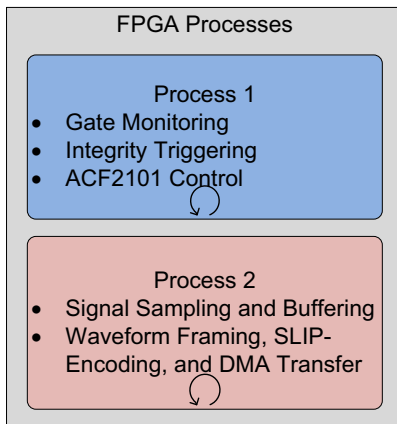 FPGA Processes
Process 1
• Gate Monitoring
• Integrity Triggering
• ACF2101 Control
Process 2
• Signal Sampling and Buffering
• Waveform Framing, SLIP-
Encoding, and DMA Transfer